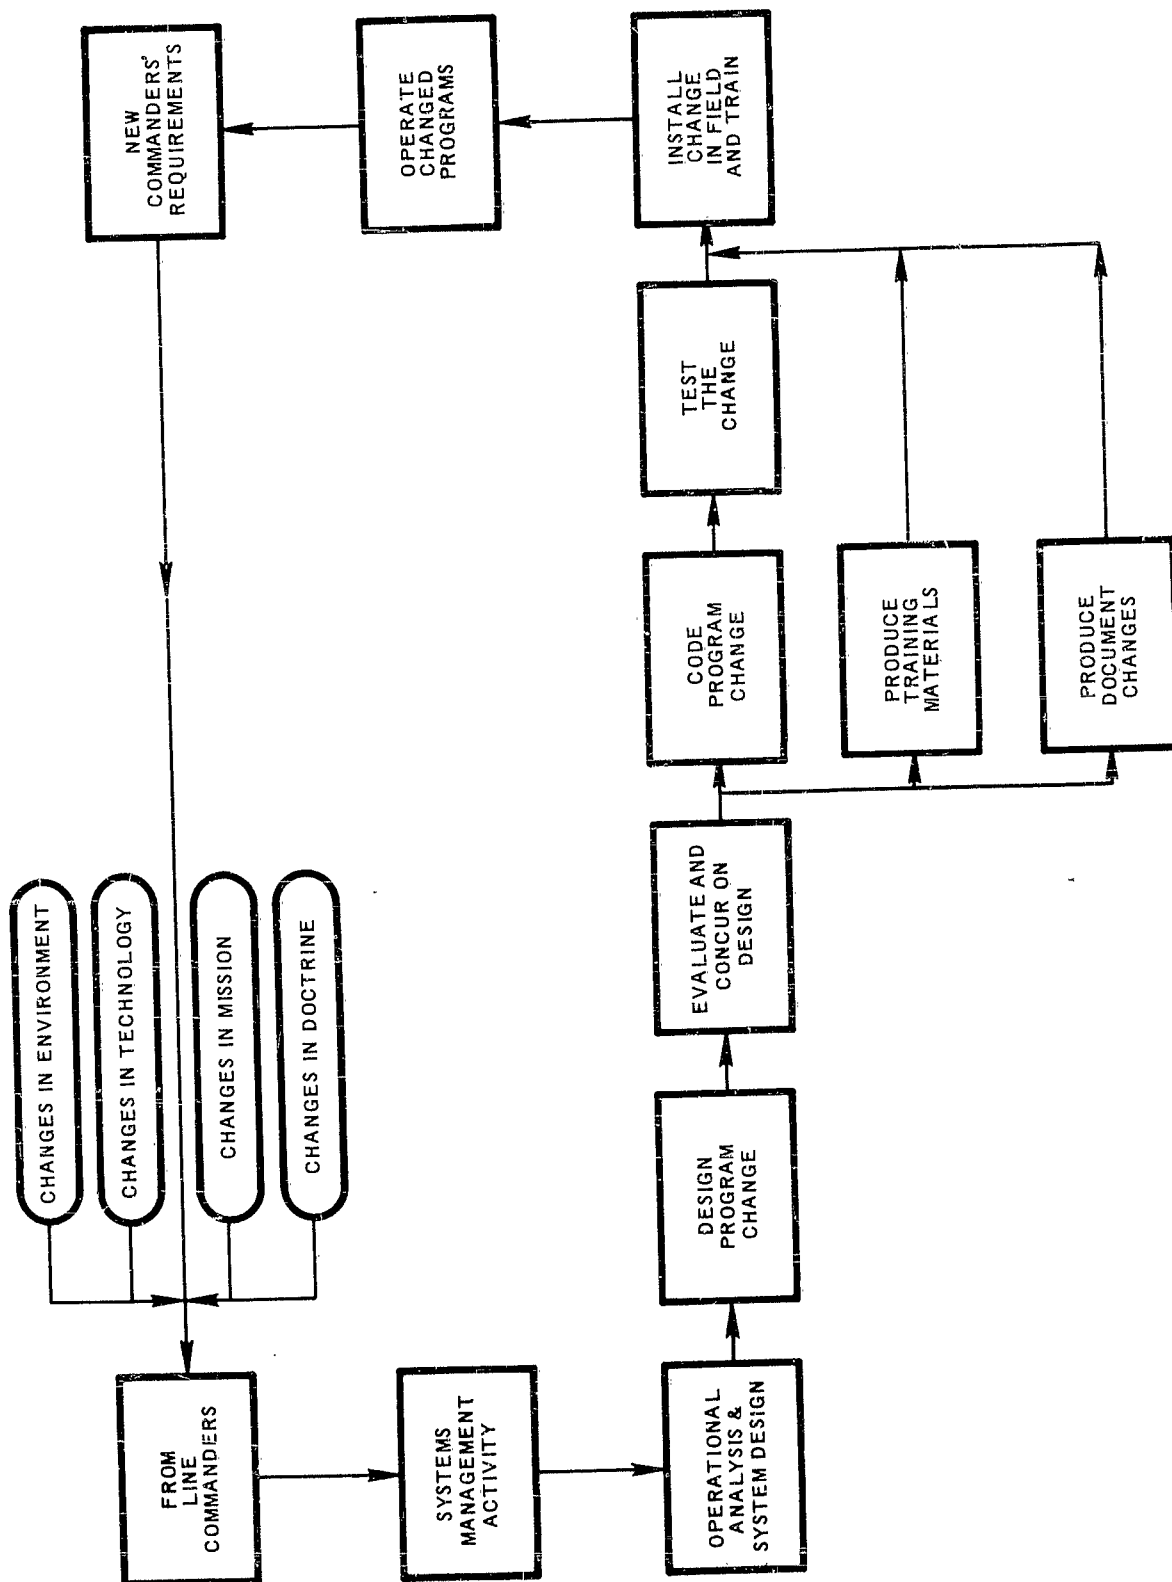 CHANGES IN ENVIRONMENT
CHANGES IN TECHNOLOGY
CHANGES IN MISSION
CHANGES IN DOCTRINE
FROM
LINE
COMMANDERS
SYSTEMS
MANAGEMENT
ACTIVITY
OPERATIONAL
ANALYSIS &
SYSTEM DESIGN
DESIGN
PROGRAM
CHANGE
EVALUATE AND
CONCUR ON
DESIGN
CODE
PROGRAM
CHANGE
PRODUCE
TRAINING
MATERIALS
PRODUCE
DOCUMENT
CHANGES
TEST
THE
CHANGE
INSTALL
CHANGE
IN FIELD
AND TRAIN
OPERATE
CHANGED
PROGRAMS
NEW
COMMANDERS'
REQUIREMENTS